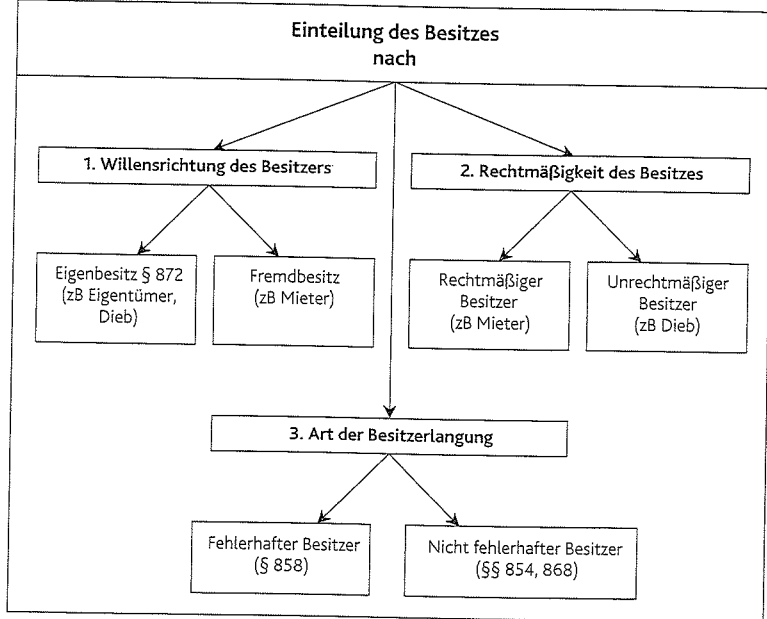 Einteilung des Besitzes
nach
1. Willensrichtung des Besitzers
2. Rechtmäßigkeit des Besitzes
Eigenbesitz § 872
(zB Eigentümer,
Dieb)
Fremdbesitz
(zB Mieter)
Rechtmäßiger
Besitzer
(zB Mieter)
Unrechtmäßiger
Besitzer
(zB Dieb)
3. Art der Besitzerlangung
Fehlerhafter Besitzer
(§ 858)
Nicht fehlerhafter Besitzer
(§§ 854, 868)